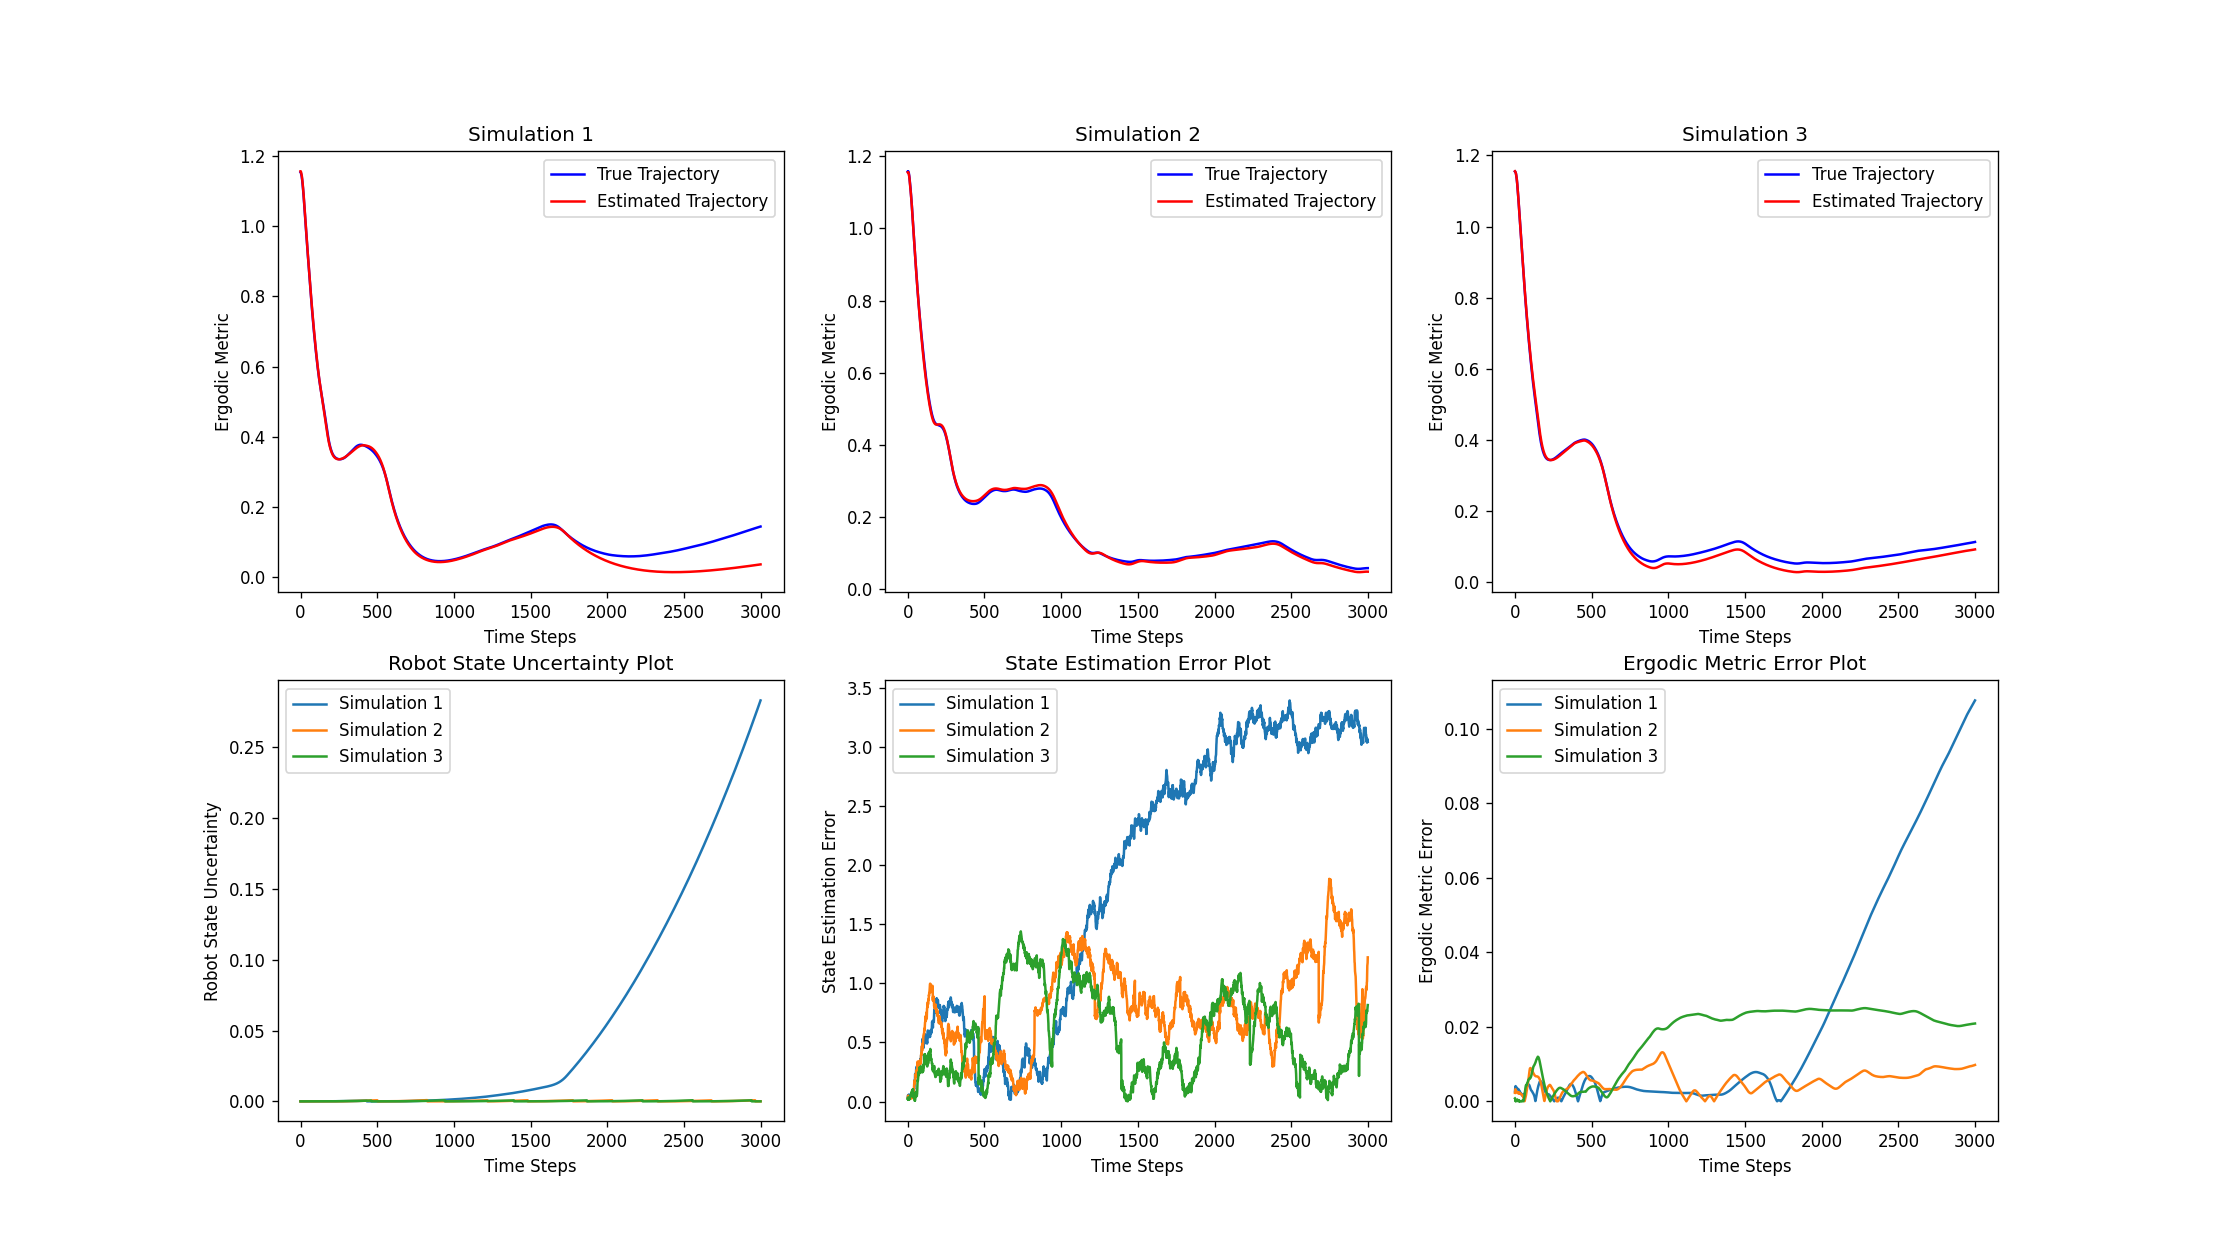 Simulation 1
Ergodic Metric
1.2
1.0
0.8
0.6
0.4
0.2
0.0
True Trajectory
Estimated Trajectory
0 500 1000 1500 2000 2500 3000
Time Steps
Simulation 2
Ergodic Metric
1.2
1.0
0.8
0.6
0.4
0.2
0.0
True Trajectory
Estimated Trajectory
0 500 1000 1500 2000 2500 3000
Time Steps
Simulation 3
Ergodic Metric
1.2
1.0
0.8
0.6
0.4
0.2
0.0
True Trajectory
Estimated Trajectory
0 500 1000 1500 2000 2500 3000
Time Steps
Robot State Uncertainty Plot
Robot State Uncertainty
0.25
0.20
0.15
0.10
0.05
0.00
Simulation 1
Simulation 2
Simulation 3
0 500 1000 1500 2000 2500 3000
Time Steps
State Estimation Error Plot
State Estimation Error
3.5
3.0
2.5
2.0
1.5
1.0
0.5
0.0
Simulation 1
Simulation 2
Simulation 3
0 500 1000 1500 2000 2500 3000
Time Steps
Ergodic Metric Error Plot
Ergodic Metric Error
0.10
0.08
0.06
0.04
0.02
0.00
Simulation 1
Simulation 2
Simulation 3
0 500 1000 1500 2000 2500 3000
Time Steps